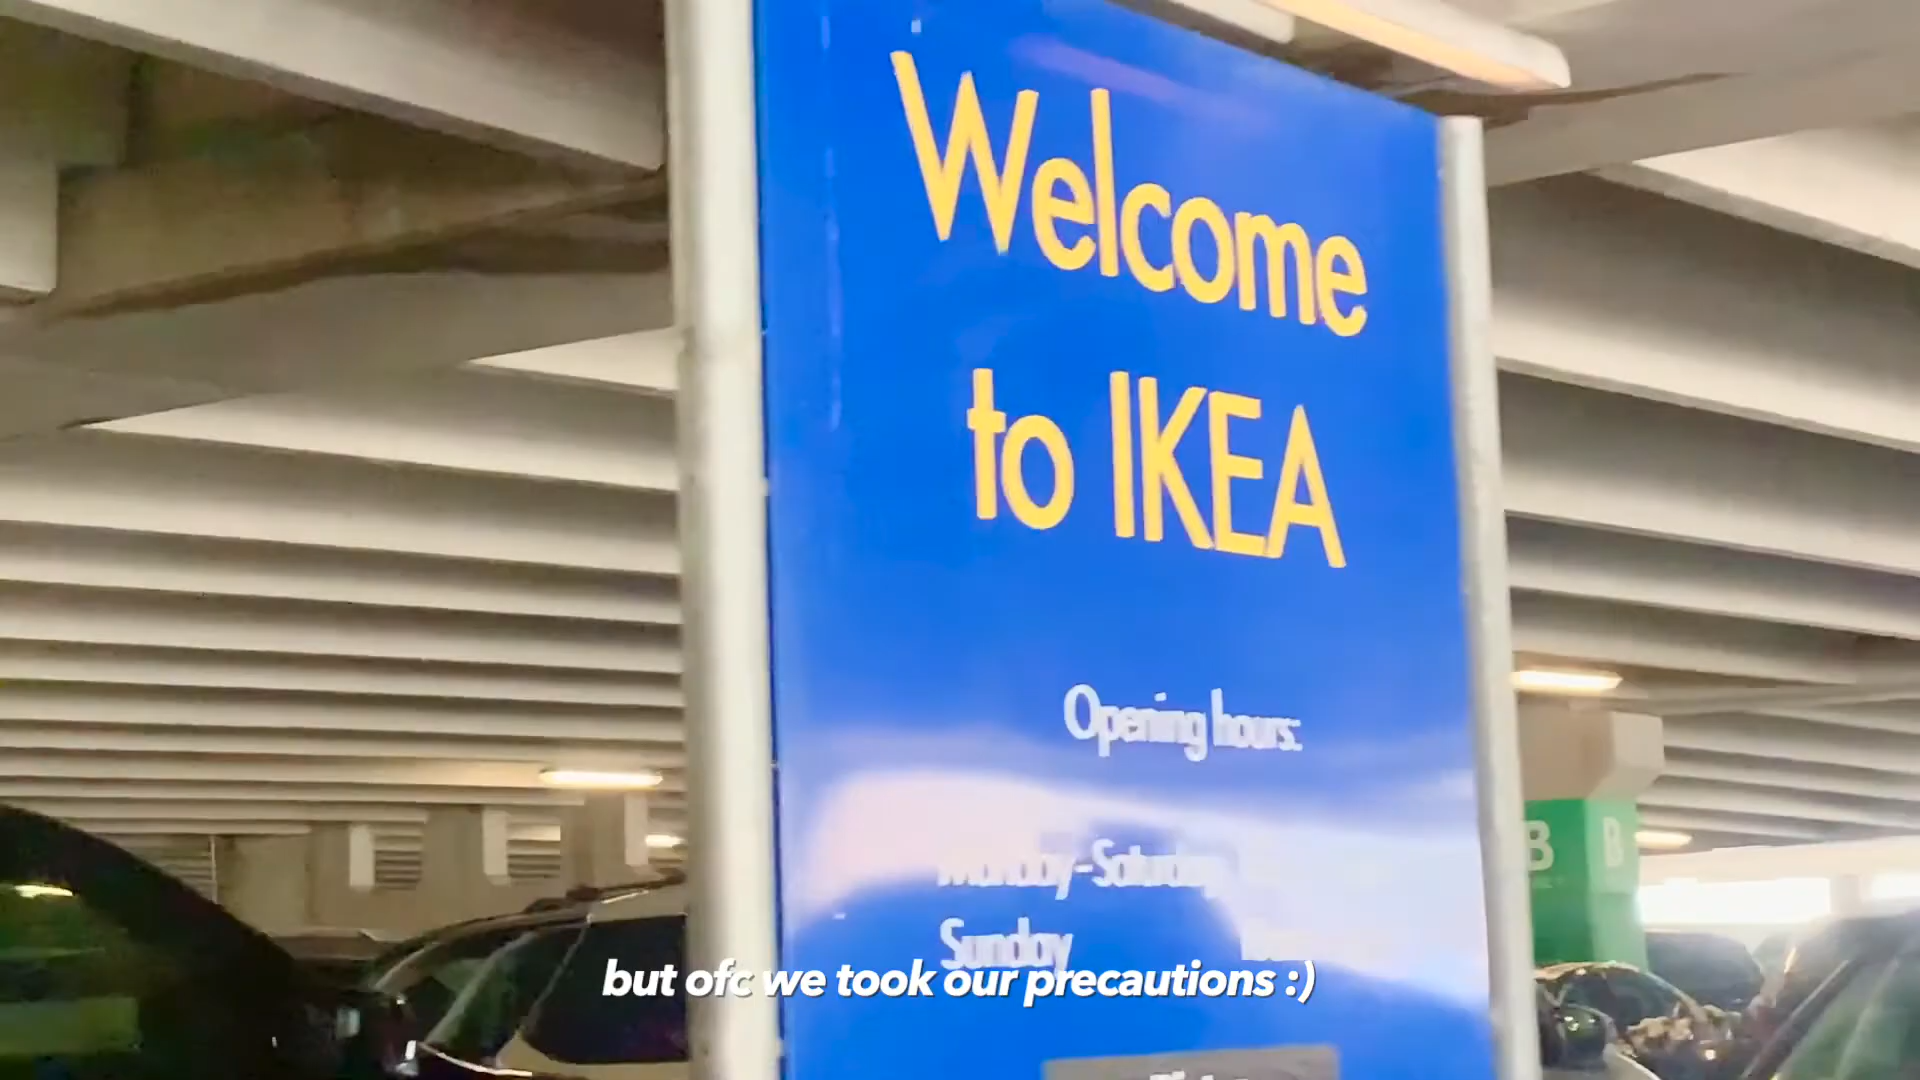 Welcome
to IKEA
Opening hours:
Monday - Saturday
Sunday
but ofc we took our precautions :)
B B